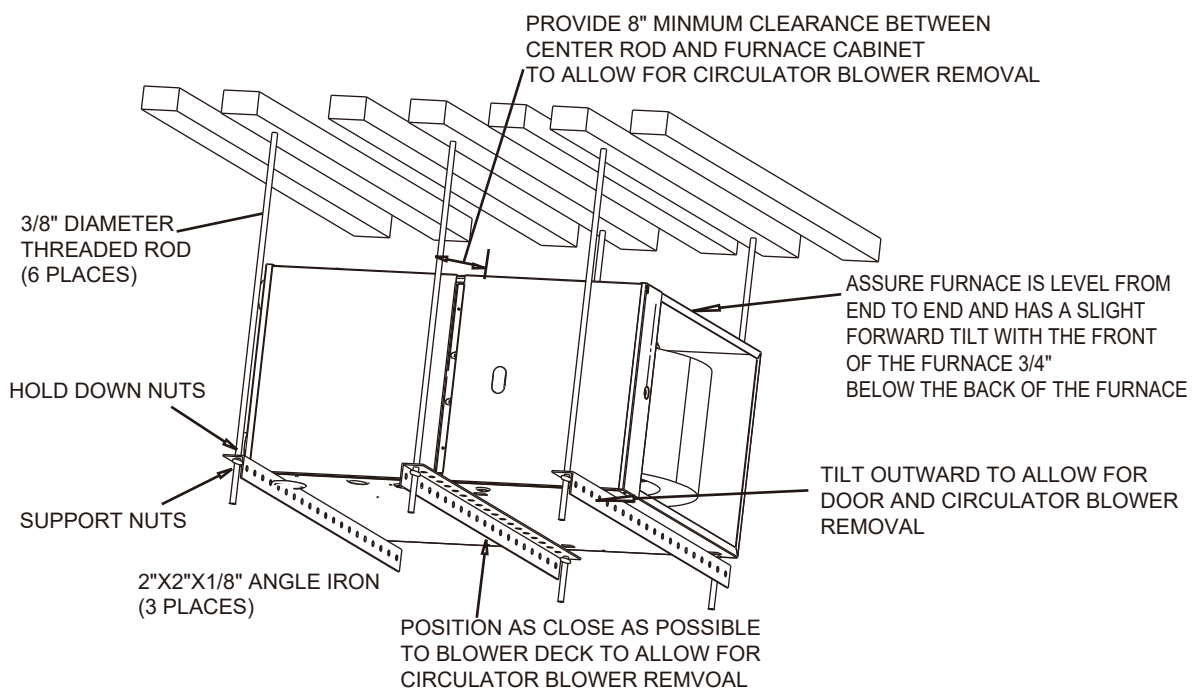 PROVIDE 8" MINMUM CLEARANCE BETWEEN
CENTER ROD AND FURNACE CABINET
TO ALLOW FOR CIRCULATOR BLOWER REMOVAL
3/8" DIAMETER
THREADED ROD
(6 PLACES)
ASSURE FURNACE IS LEVEL FROM
END TO END AND HAS A SLIGHT
FORWARD TILT WITH THE FRONT
OF THE FURNACE 3/4"
BELOW THE BACK OF THE FURNACE
HOLD DOWN NUTS
TILT OUTWARD TO ALLOW FOR
DOOR AND CIRCULATOR BLOWER
REMOVAL
SUPPORT NUTS
2"X2"X1/8" ANGLE IRON
(3 PLACES)
POSITION AS CLOSE AS POSSIBLE
TO BLOWER DECK TO ALLOW FOR
CIRCULATOR BLOWER REMVOAL